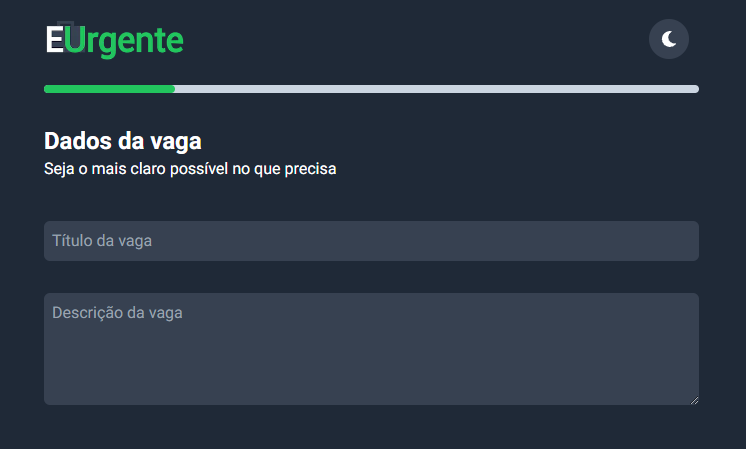 EUrgente
Dados da vaga
Seja o mais claro possível no que precisa
Título da vaga
Descrição da vaga